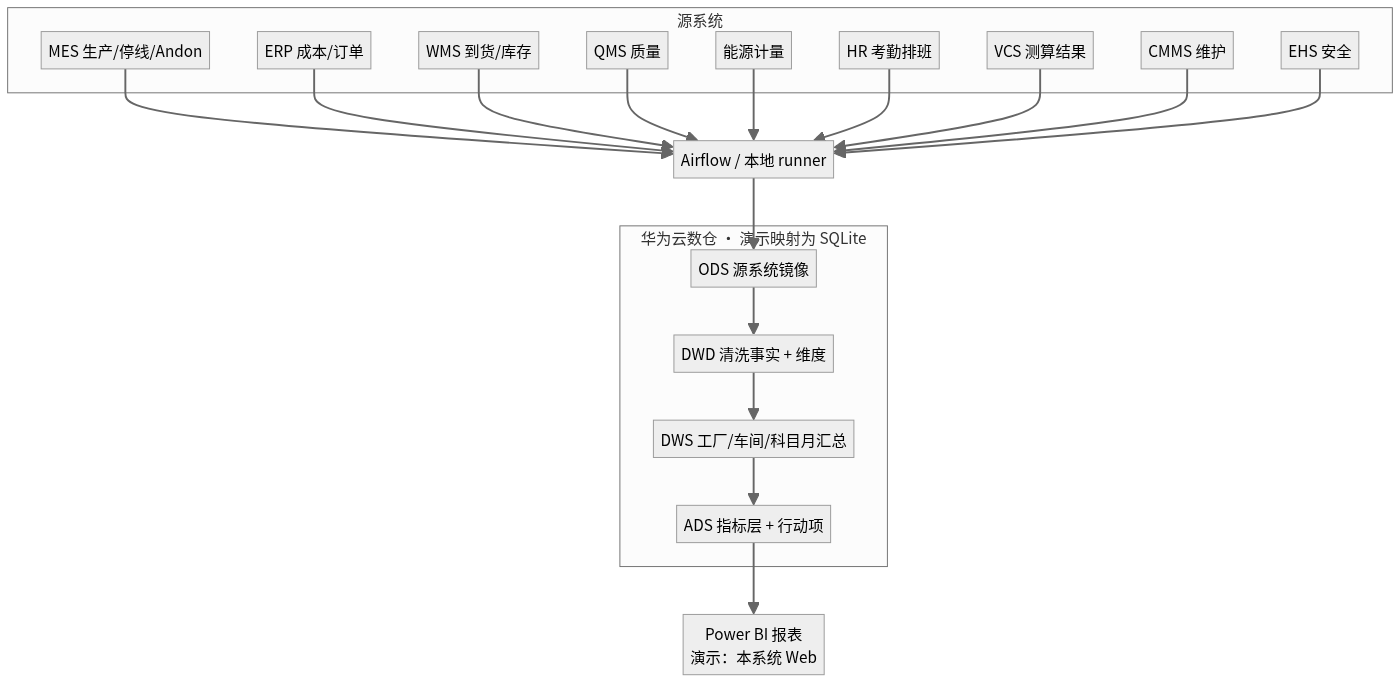 源系统
MES 生产/停线/Andon
ERP 成本/订单
WMS 到货/库存
QMS 质量
能源计量
HR 考勤排班
VCS 测算结果
CMMS 维护
EHS 安全
Airflow / 本地 runner
华为云数仓 · 演示映射为 SQLite
ODS 源系统镜像
DWD 清洗事实 + 维度
DWS 工厂/车间/科目月汇总
ADS 指标层 + 行动项
Power BI 报表
演示：本系统 Web